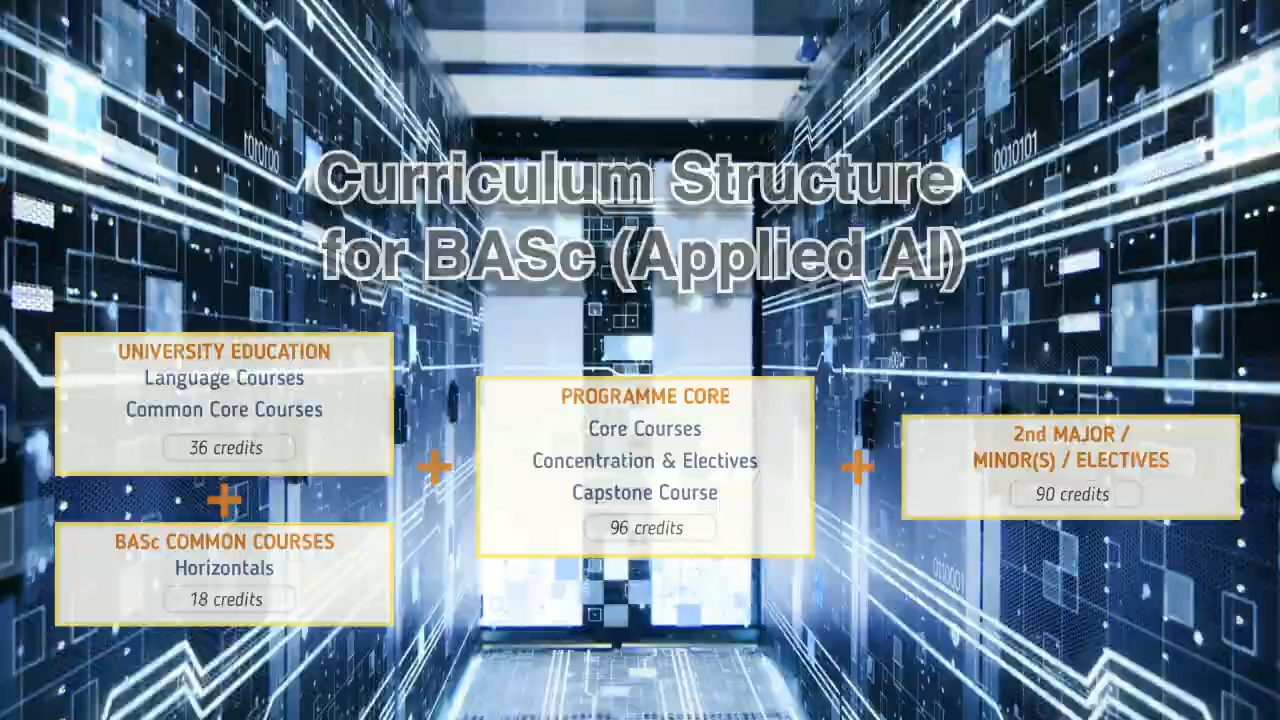 Curriculum Structure
for BASc (Applied AI)
UNIVERSITY EDUCATION
Language Courses
Common Core Courses
36 credits
+
BASc COMMON COURSES
Horizontals
18 credits
+
PROGRAMME CORE
Core Courses
Concentration & Electives
Capstone Course
96 credits
+
2nd MAJOR /
MINOR(S) / ELECTIVES
90 credits
0010101